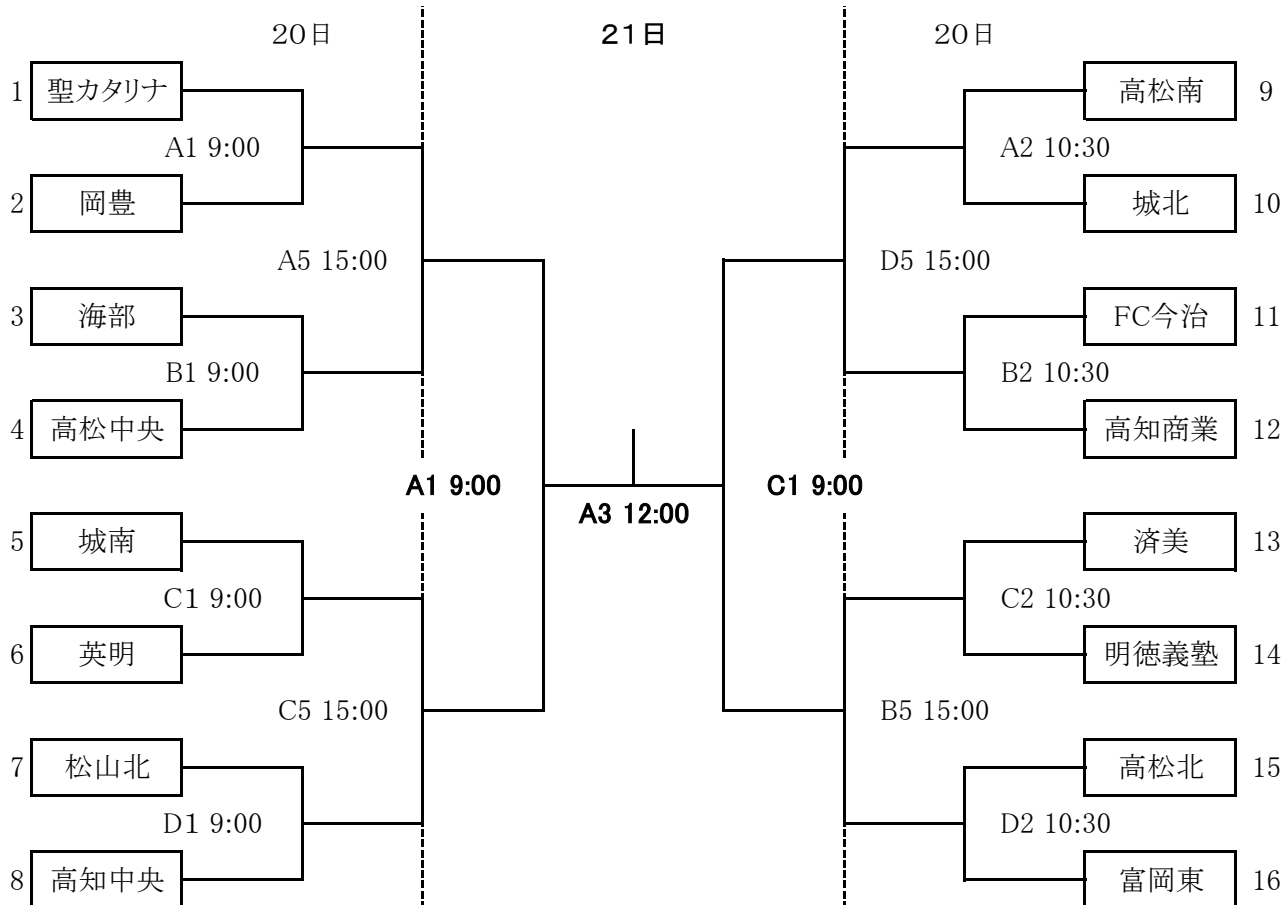 20日 21日 20日
1 聖カタリナ 高松南 9
A1 9:00 A2 10:30
2 岡豊 城北 10
A5 15:00 D5 15:00
3 海部 FC今治 11
B1 9:00 B2 10:30
4 高松中央 高知商業 12
A1 9:00 C1 9:00
A3 12:00
5 城南 済美 13
C1 9:00 C2 10:30
6 英明 明徳義塾 14
C5 15:00 B5 15:00
7 松山北 高松北 15
D1 9:00 D2 10:30
8 高知中央 富岡東 16